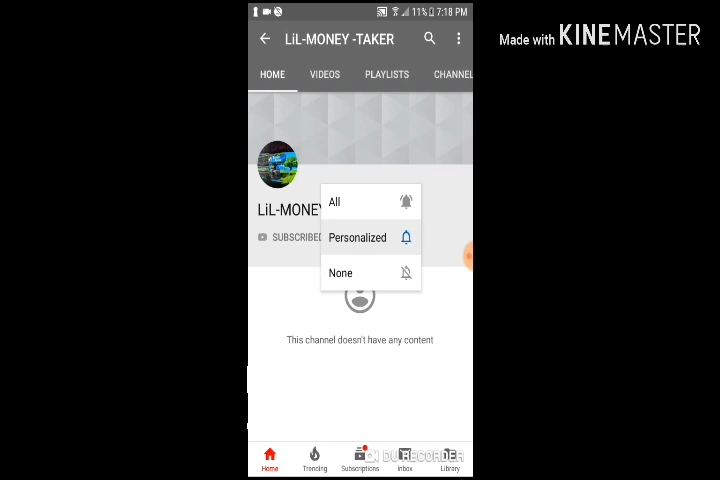 11% 7:18 PM
Made with KINEMASTER
LiL-MONEY -TAKER
HOME VIDEOS PLAYLISTS CHANNEL
All
LiL-MONEY
Personalized
SUBSCRIBED
None
This channel doesn't have any content
DU RECORDER
Home Trending Subscriptions Inbox Library